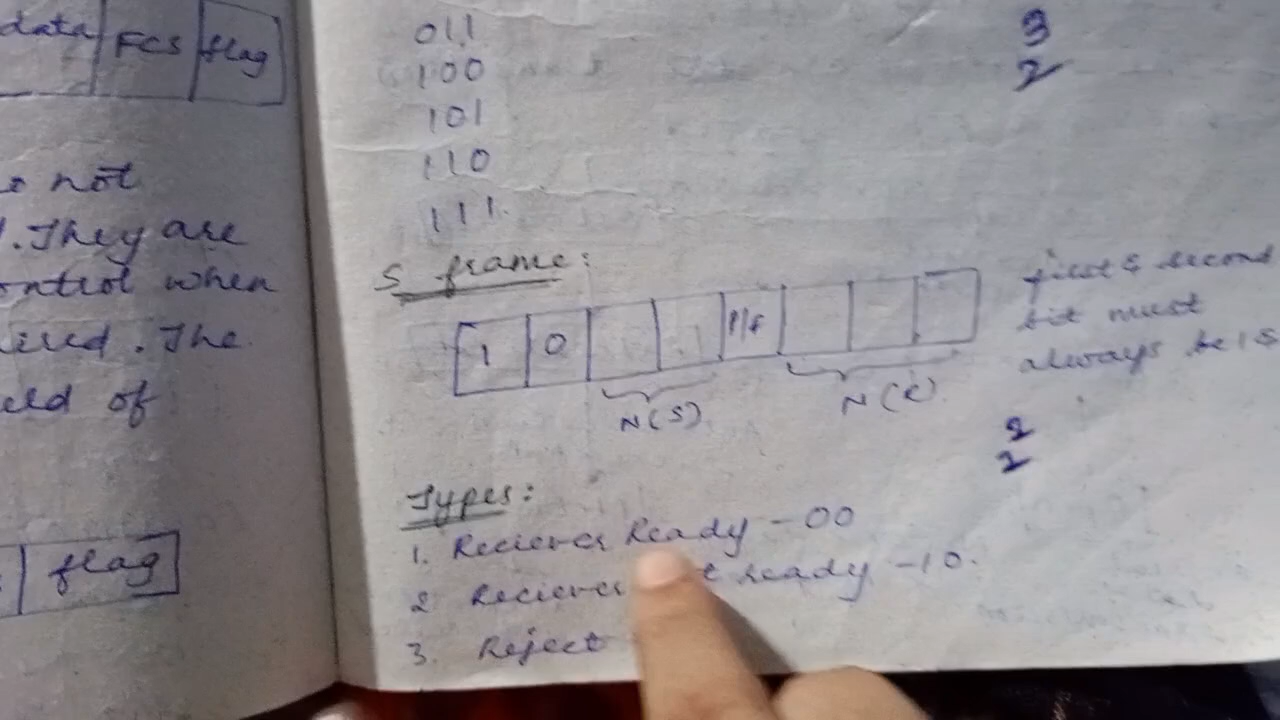 data FCS flag
not
. They are
control when
. The
of
flag
011
100
101
110
111.
3
2
S frame:
1 0 P/F
N(S) N(R)
first & second
bit must
always be 1 &
2
2
Types:
1. Reciever Ready - 00
2 Reciever ready - 10.
3. Reject